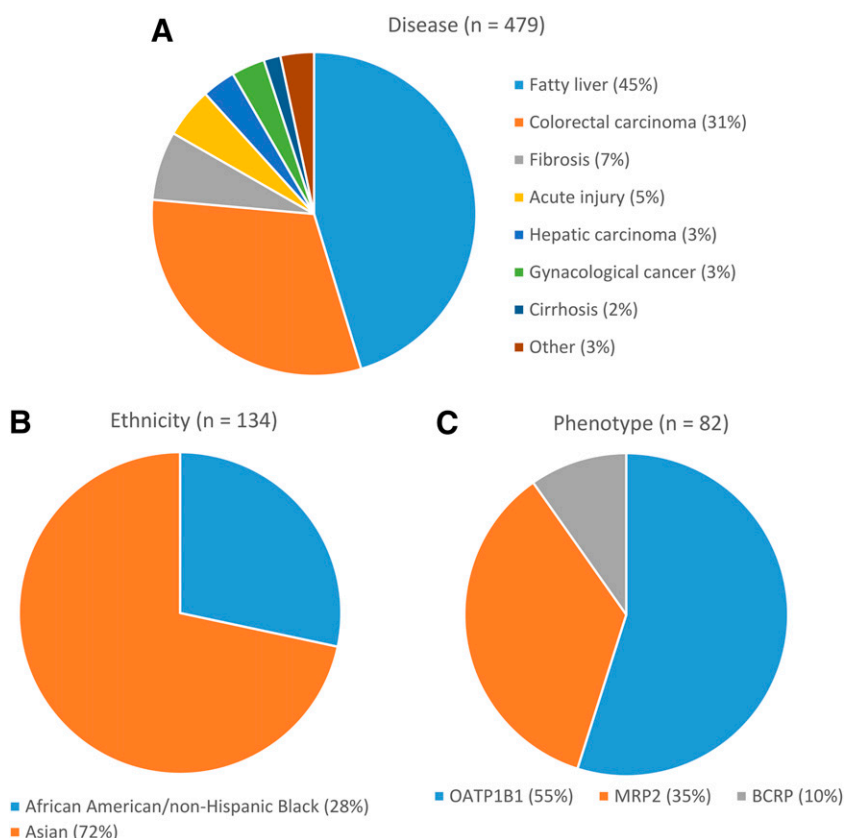 A
Disease (n = 479)
Fatty liver (45%)
Colorectal carcinoma (31%)
Fibrosis (7%)
Acute injury (5%)
Hepatic carcinoma (3%)
Gynacological cancer (3%)
Cirrhosis (2%)
Other (3%)
B
Ethnicity (n = 134)
African American/non-Hispanic Black (28%)
Asian (72%)
C
Phenotype (n = 82)
OATP1B1 (55%) MRP2 (35%) BCRP (10%)